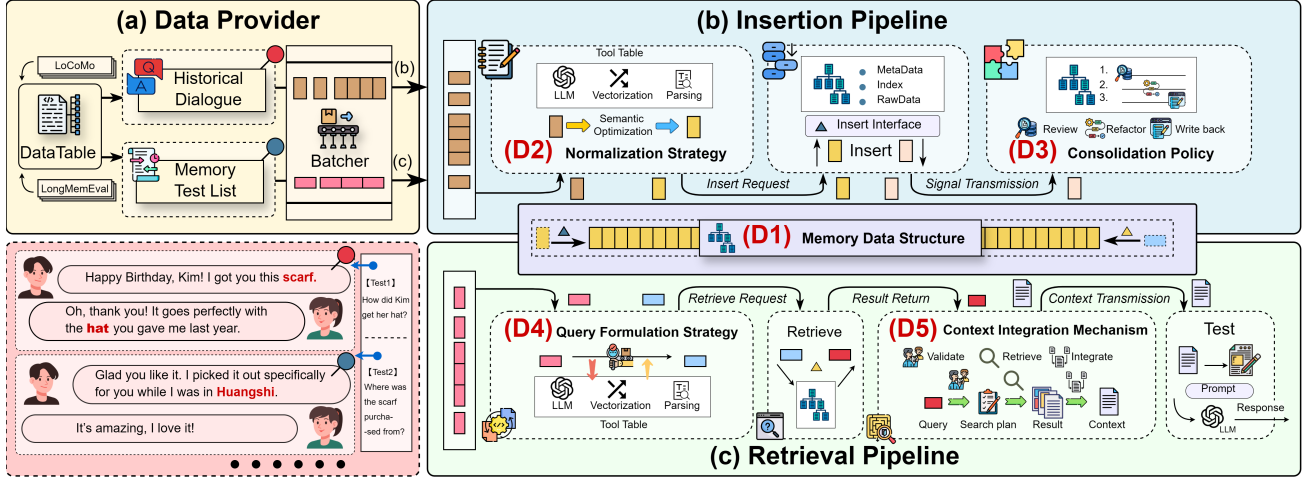 (a) Data Provider
LoCoMo
DataTable
LongMemEval
Q
A
Historical
Dialogue
Memory
Test List
Batcher
(b)
(c)
(b) Insertion Pipeline
Tool Table
LLM
Vectorization
Parsing
Semantic
Optimization
(D2) Normalization Strategy
Insert Request
MetaData
Index
RawData
Insert Interface
Insert
Signal Transmission
1.
2.
3.
Review
Refactor
Write back
(D3) Consolidation Policy
(D1) Memory Data Structure
Happy Birthday, Kim! I got you this scarf.
Oh, thank you! It goes perfectly with
the hat you gave me last year.
Glad you like it. I picked it out specifically
for you while I was in Huangshi.
It's amazing, I love it!
【Test1】
How did Kim
get her hat?
【Test2】
Where was
the scarf
purcha-
-sed from?
(D4) Query Formulation Strategy
LLM
Vectorization
Parsing
Tool Table
Retrieve Request
Retrieve
Result Return
(D5) Context Integration Mechanism
Validate
Retrieve
Integrate
Query
Search plan
Result
Context
Context Transmission
Test
Prompt
LLM
Response
(c) Retrieval Pipeline